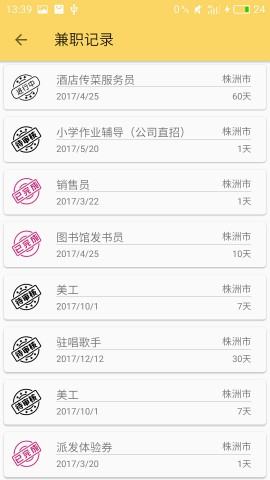 13:39 0% 24
兼职记录
进行中 酒店传菜服务员 株洲市
2017/4/25 60天
待审核 小学作业辅导（公司直招） 株洲市
2017/5/20 1天
已完成 销售员 株洲市
2017/3/22 1天
已完成 图书馆发书员 株洲市
2017/4/25 10天
待审核 美工 株洲市
2017/10/1 7天
待审核 驻唱歌手 株洲市
2017/12/12 30天
待审核 美工 株洲市
2017/10/1 7天
已完成 派发体验券 株洲市
2017/3/20 1天